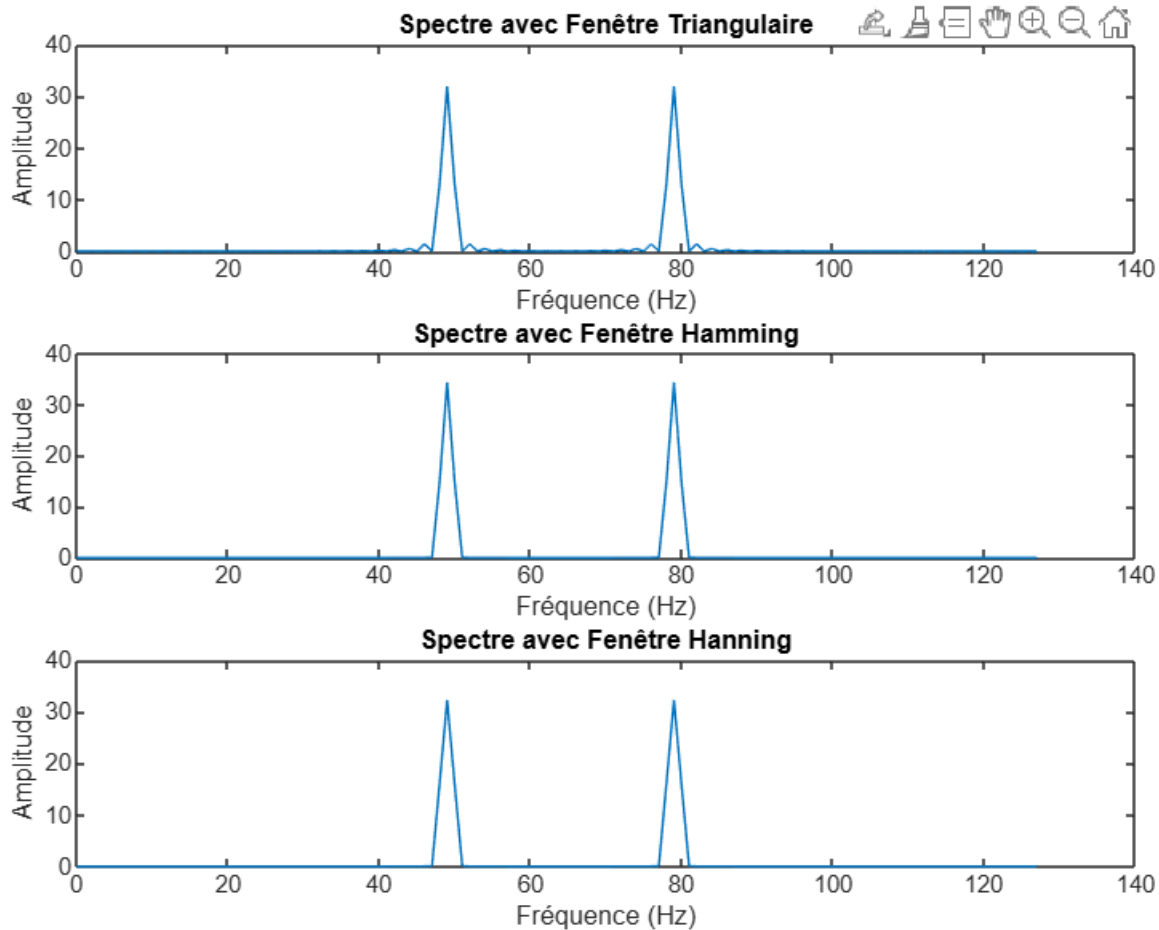 Spectre avec Fenêtre Triangulaire
40
30
20
10
0
Amplitude
0 20 40 60 80 100 120 140
Fréquence (Hz)
Spectre avec Fenêtre Hamming
40
30
20
10
0
Amplitude
0 20 40 60 80 100 120 140
Fréquence (Hz)
Spectre avec Fenêtre Hanning
40
30
20
10
0
Amplitude
0 20 40 60 80 100 120 140
Fréquence (Hz)